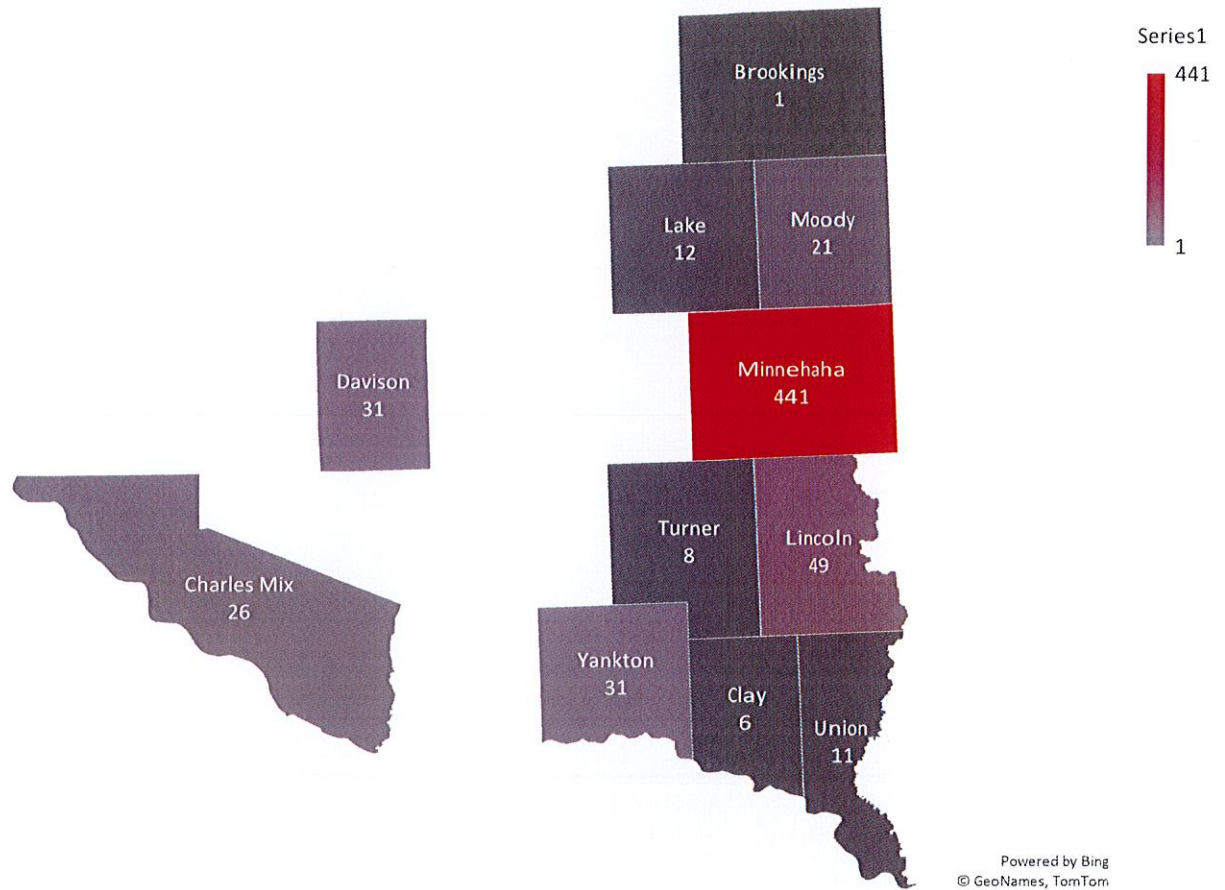 Series1
441
1
Brookings
1
Lake
12
Moody
21
Davison
31
Minnehaha
441
Charles Mix
26
Turner
8
Lincoln
49
Yankton
31
Clay
6
Union
11
Powered by Bing
© GeoNames, TomTom